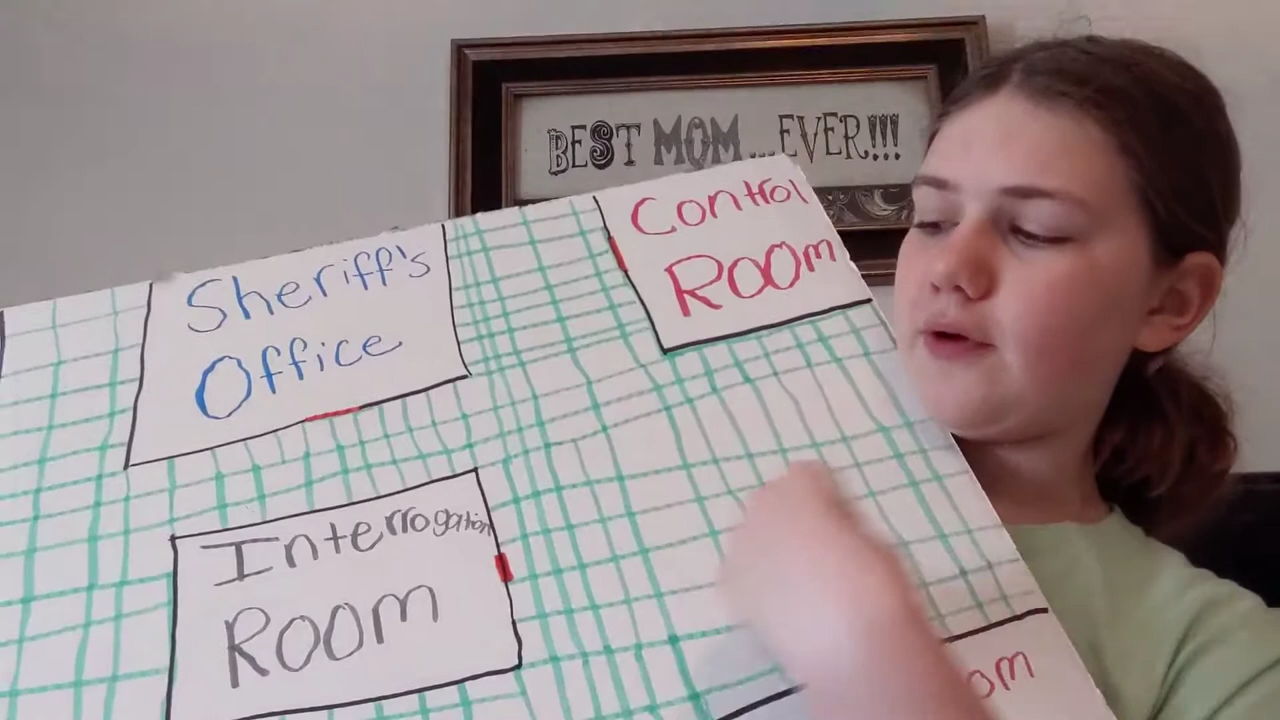 BEST MOM...EVER!!!
Control
Room
Sheriff's
Office
Interrogation
Room